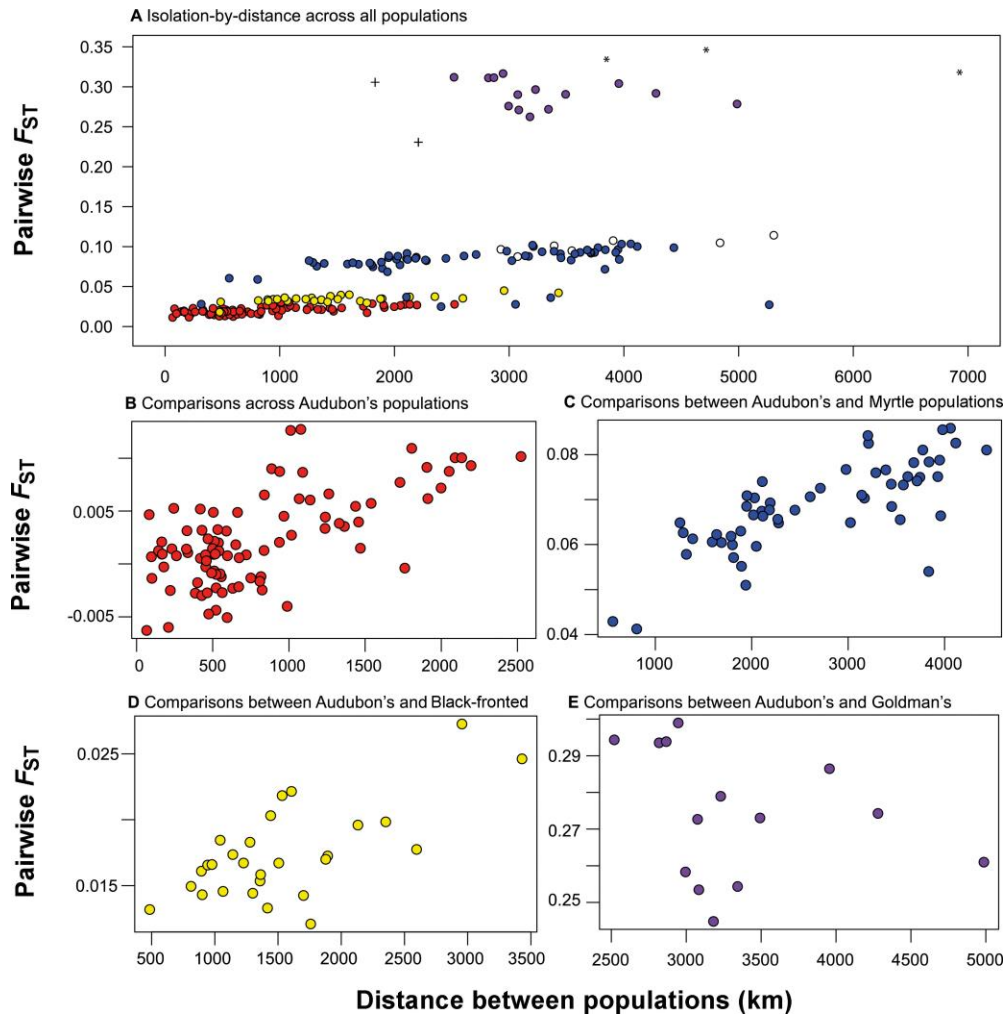 A Isolation-by-distance across all populations
Pairwise FST
0.35
0.30
0.25
0.20
0.15
0.10
0.05
0.00
0 1000 2000 3000 4000 5000 6000 7000
B Comparisons across Audubon's populations
Pairwise FST
0.005
-0.005
0 500 1000 1500 2000 2500
C Comparisons between Audubon's and Myrtle populations
0.08
0.06
0.04
1000 2000 3000 4000
D Comparisons between Audubon's and Black-fronted
Pairwise FST
0.025
0.015
500 1000 1500 2000 2500 3000 3500
E Comparisons between Audubon's and Goldman's
0.29
0.27
0.25
2500 3000 3500 4000 4500 5000
Distance between populations (km)